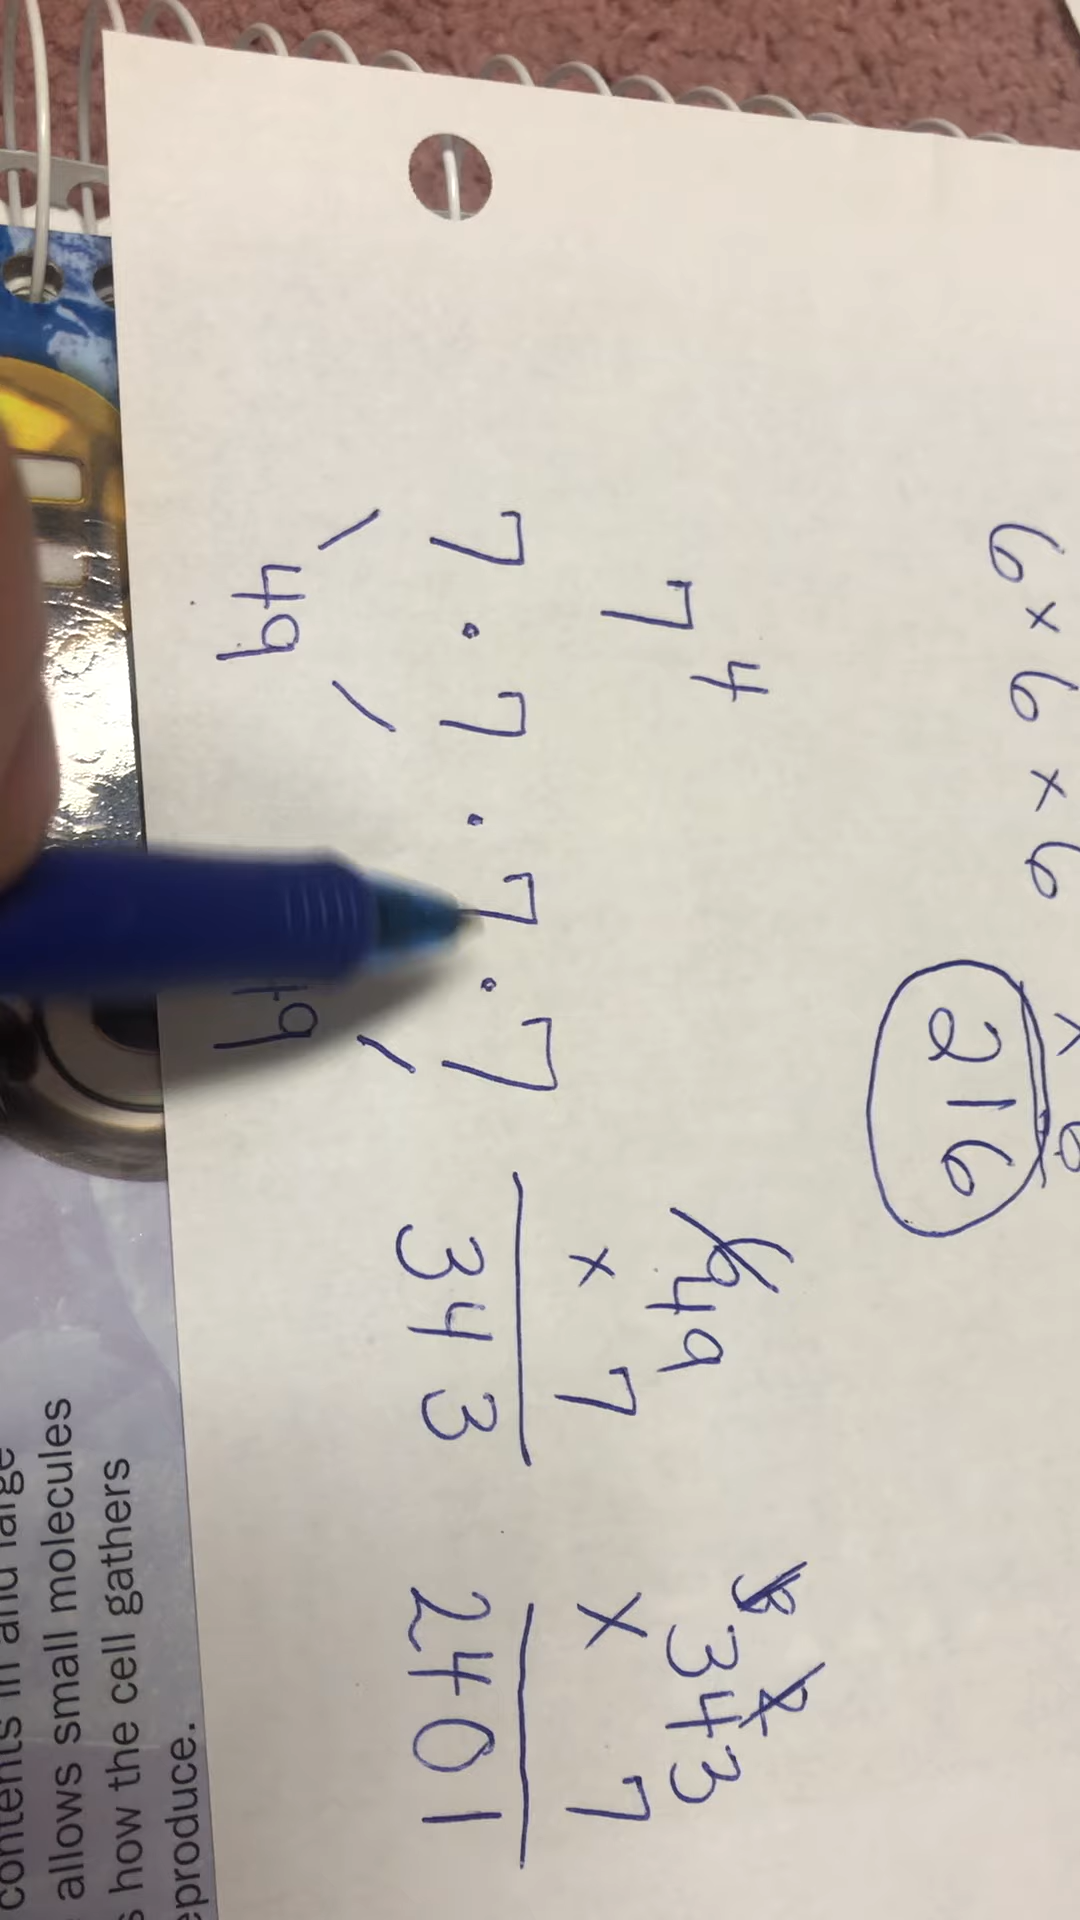 6 × 6 × 6
216
7⁴
7 · 7 · 7 · 7
49
49
× 7
343
343
× 7
2401
contents in and large
allows small molecules
how the cell gathers
eproduce.